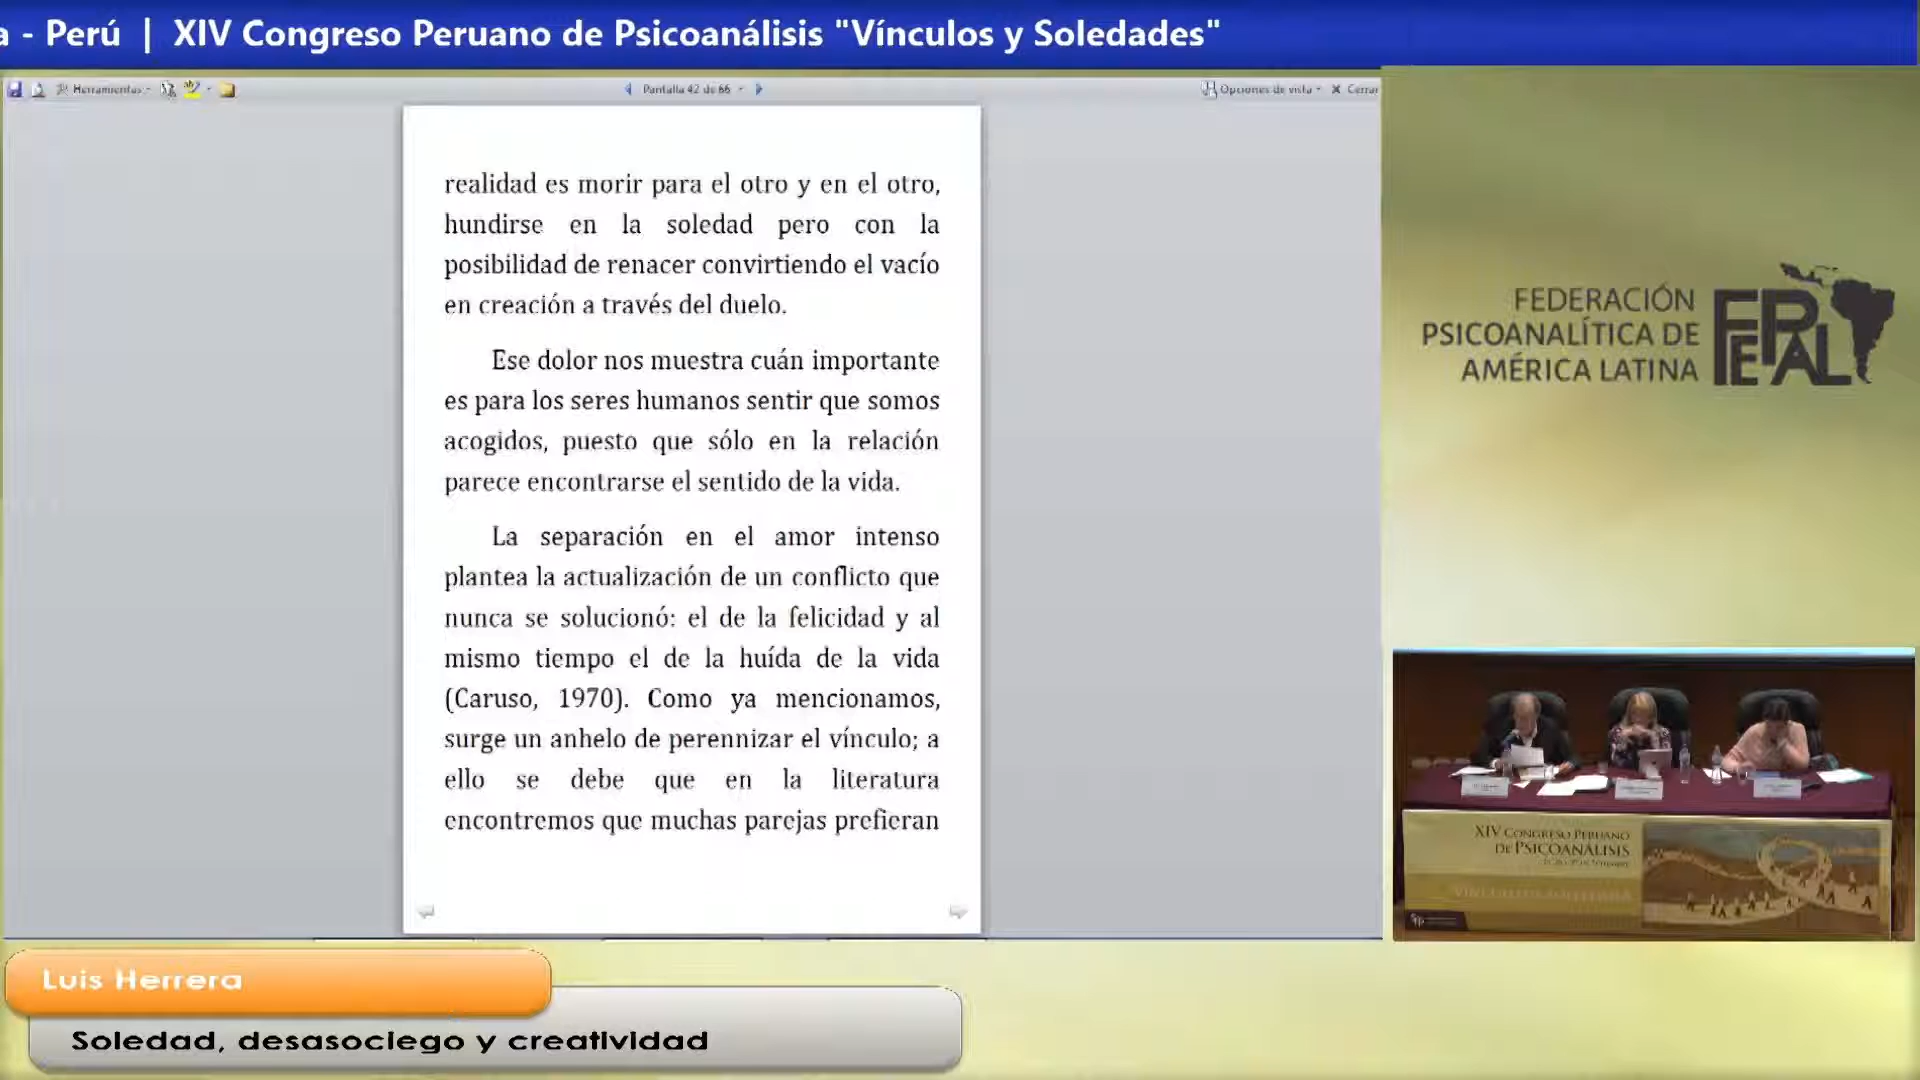 - Perú | XIV Congreso Peruano de Psicoanálisis "Vínculos y Soledades"
Herramientas
Pantalla 42 de 66
Opciones de vista
Cerrar
realidad es morir para el otro y en el otro,
hundirse en la soledad pero con la
posibilidad de renacer convirtiendo el vacío
en creación a través del duelo.
Ese dolor nos muestra cuán importante
es para los seres humanos sentir que somos
acogidos, puesto que sólo en la relación
parece encontrarse el sentido de la vida.
La separación en el amor intenso
plantea la actualización de un conflicto que
nunca se solucionó: el de la felicidad y al
mismo tiempo el de la huída de la vida
(Caruso, 1970). Como ya mencionamos,
surge un anhelo de perennizar el vínculo; a
ello se debe que en la literatura
encontremos que muchas parejas prefieran
FEDERACIÓN
PSICOANALÍTICA DE
AMÉRICA LATINA
FEPAL
XIV CONGRESO PERUANO
DE PSICOANÁLISIS
Luis Herrera
Soledad, desasociego y creatividad